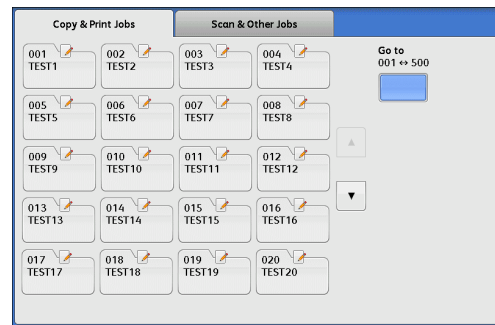 Copy & Print Jobs Scan & Other Jobs
001 002 003 004 Go to
TEST1 TEST2 TEST3 TEST4 001 ↔ 500
005 006 007 008
TEST5 TEST6 TEST7 TEST8
009 010 011 012
TEST9 TEST10 TEST11 TEST12
013 014 015 016
TEST13 TEST14 TEST15 TEST16
017 018 019 020
TEST17 TEST18 TEST19 TEST20